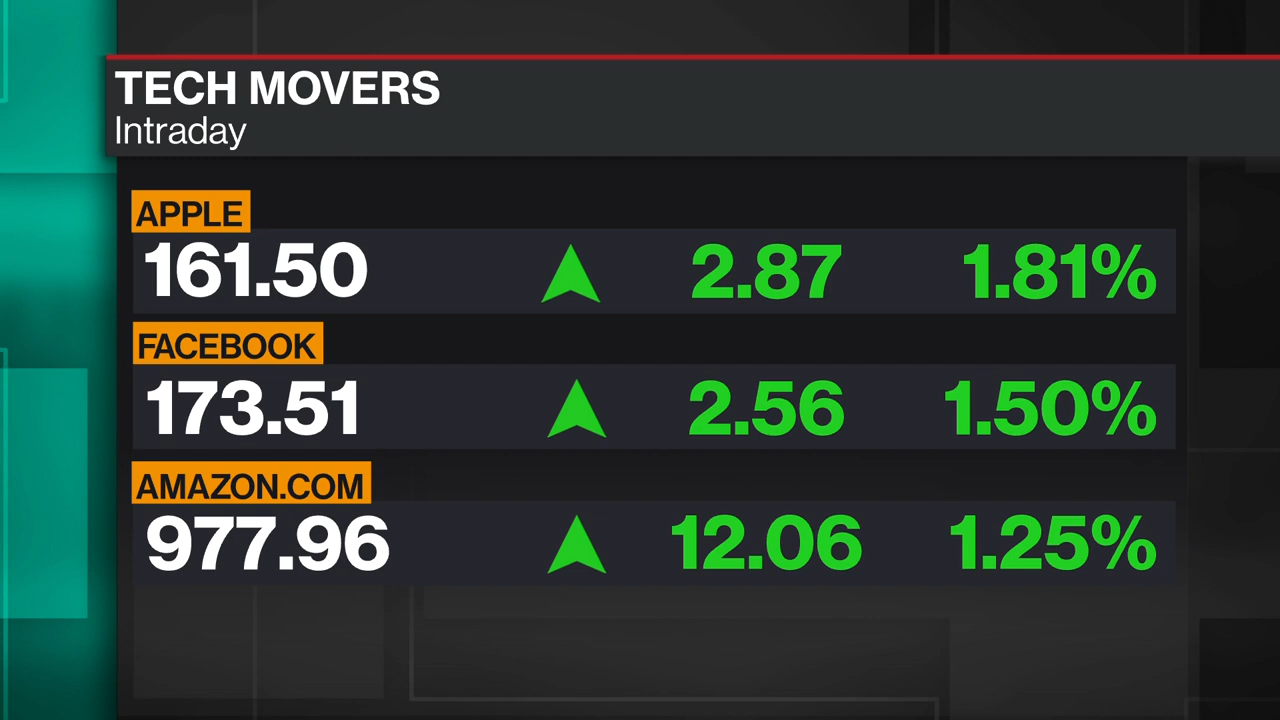 TECH MOVERS
Intraday
APPLE
161.50 ▲ 2.87 1.81%
FACEBOOK
173.51 ▲ 2.56 1.50%
AMAZON.COM
977.96 ▲ 12.06 1.25%